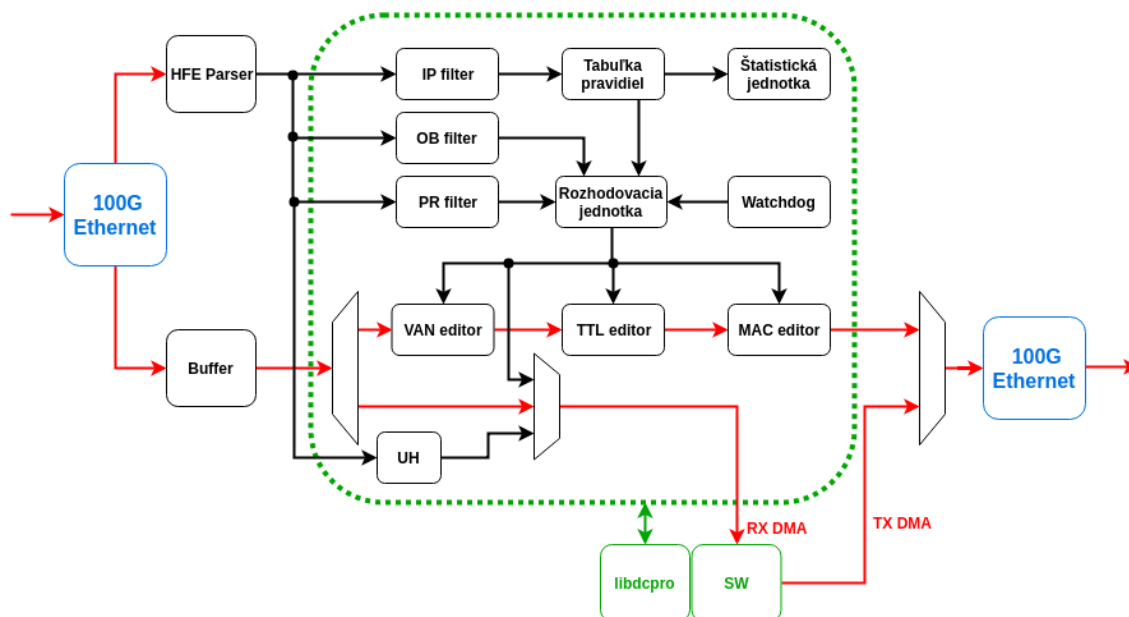 HFE Parser
IP filter
Tabuľka
pravidiel
Štatistická
jednotka
OB filter
100G
Ethernet
PR filter
Rozhodovacia
jednotka
Watchdog
VAN editor
TTL editor
MAC editor
Buffer
100G
Ethernet
UH
RX DMA
TX DMA
libdcpro
SW